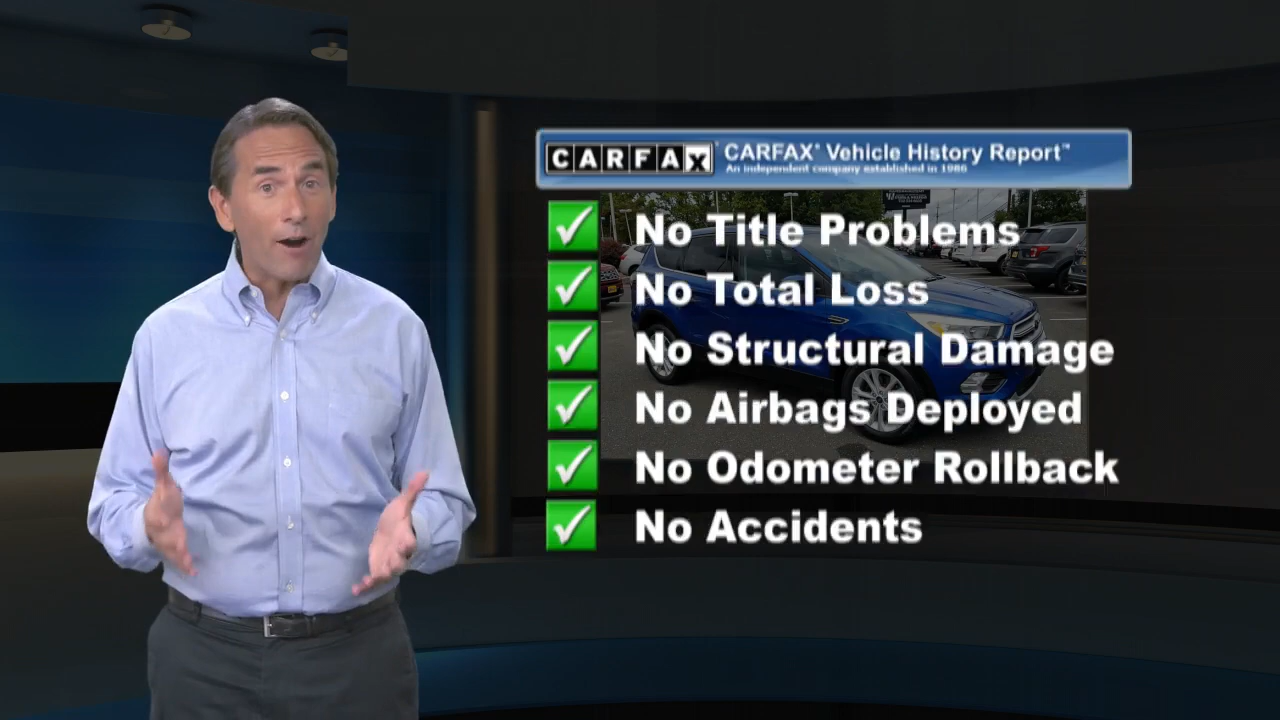 CARFAX CARFAX® Vehicle History Report™
An independent company established in 1986
No Title Problems
No Total Loss
No Structural Damage
No Airbags Deployed
No Odometer Rollback
No Accidents